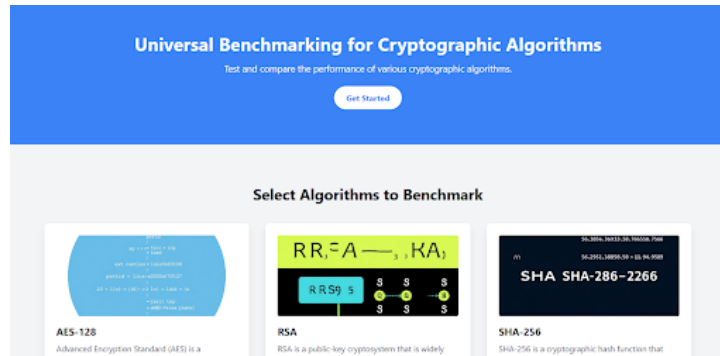 Universal Benchmarking for Cryptographic Algorithms
Test and compare the performance of various cryptographic algorithms.
Get Started
Select Algorithms to Benchmark
RRS9 5
S S S
S S S
SHA SHA-286-2266
AES-128
RSA
SHA-256
Advanced Encryption Standard (AES) is a
RSA is a public-key cryptosystem that is widely
SHA-256 is a cryptographic hash function that